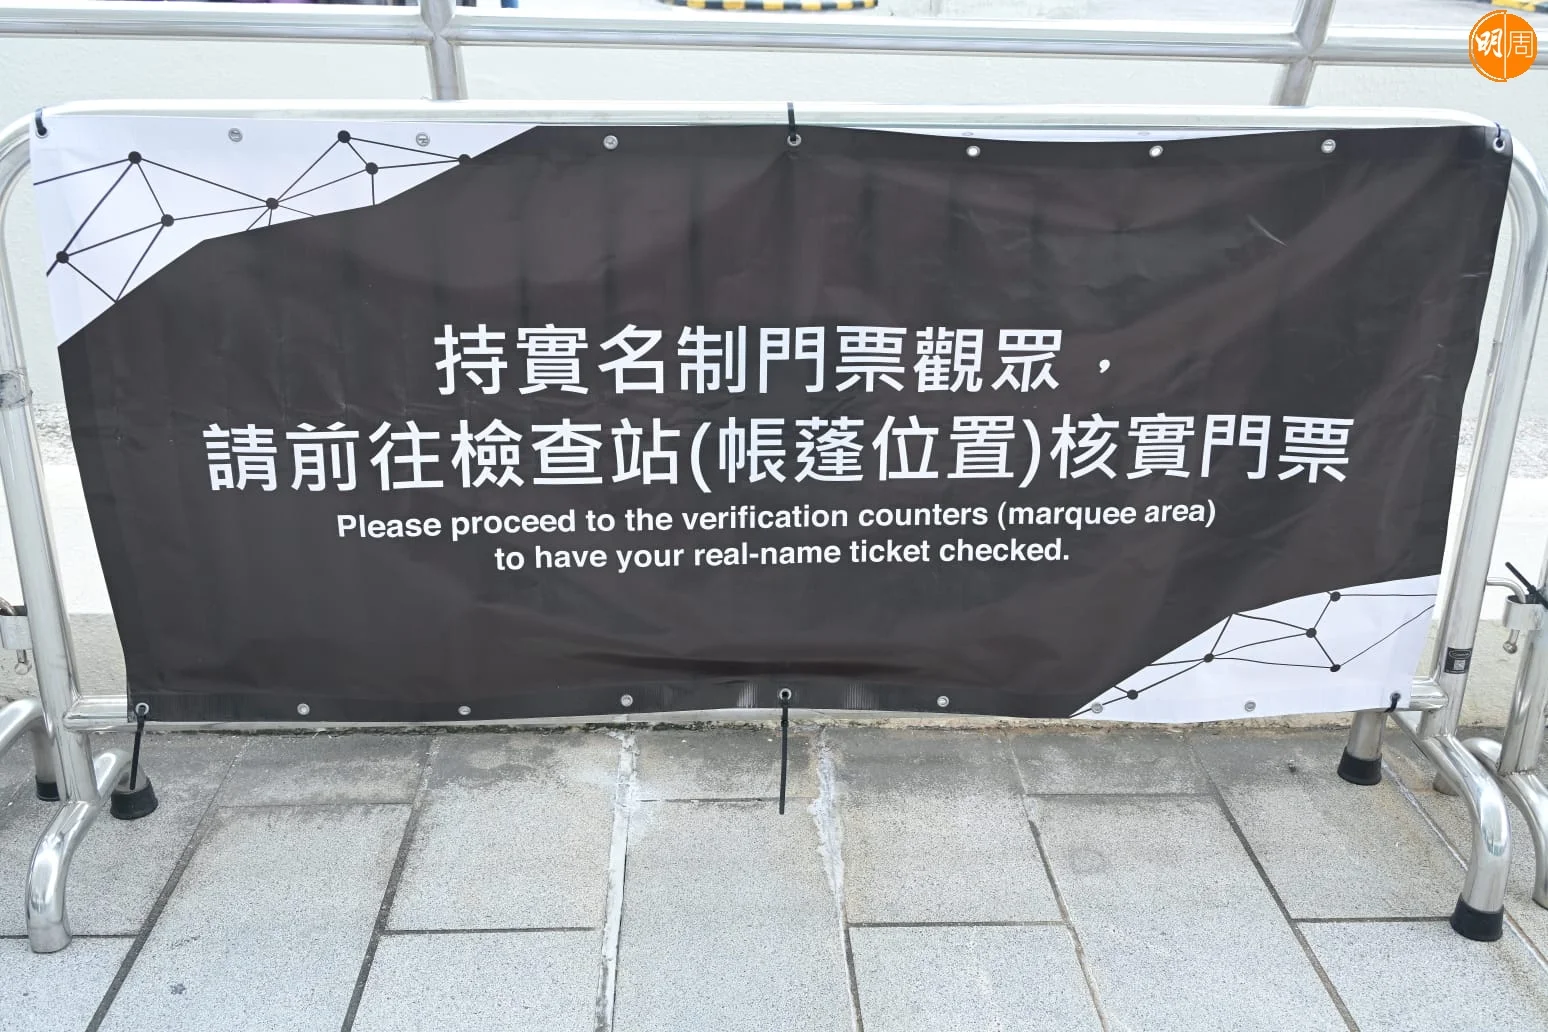 明周
持實名制門票觀眾，
請前往檢查站(帳蓬位置)核實門票
Please proceed to the verification counters (marquee area)
to have your real-name ticket checked.